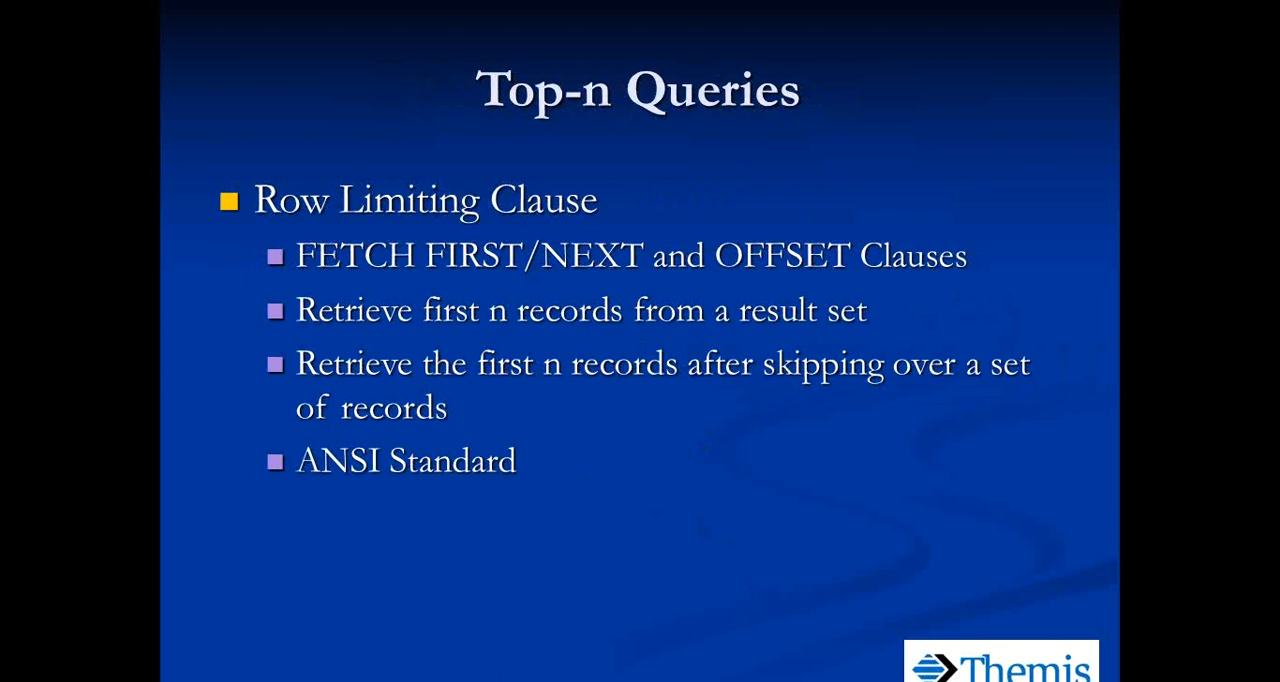 Top-n Queries
Row Limiting Clause
FETCH FIRST/NEXT and OFFSET Clauses
Retrieve first n records from a result set
Retrieve the first n records after skipping over a set
of records
ANSI Standard
Themis